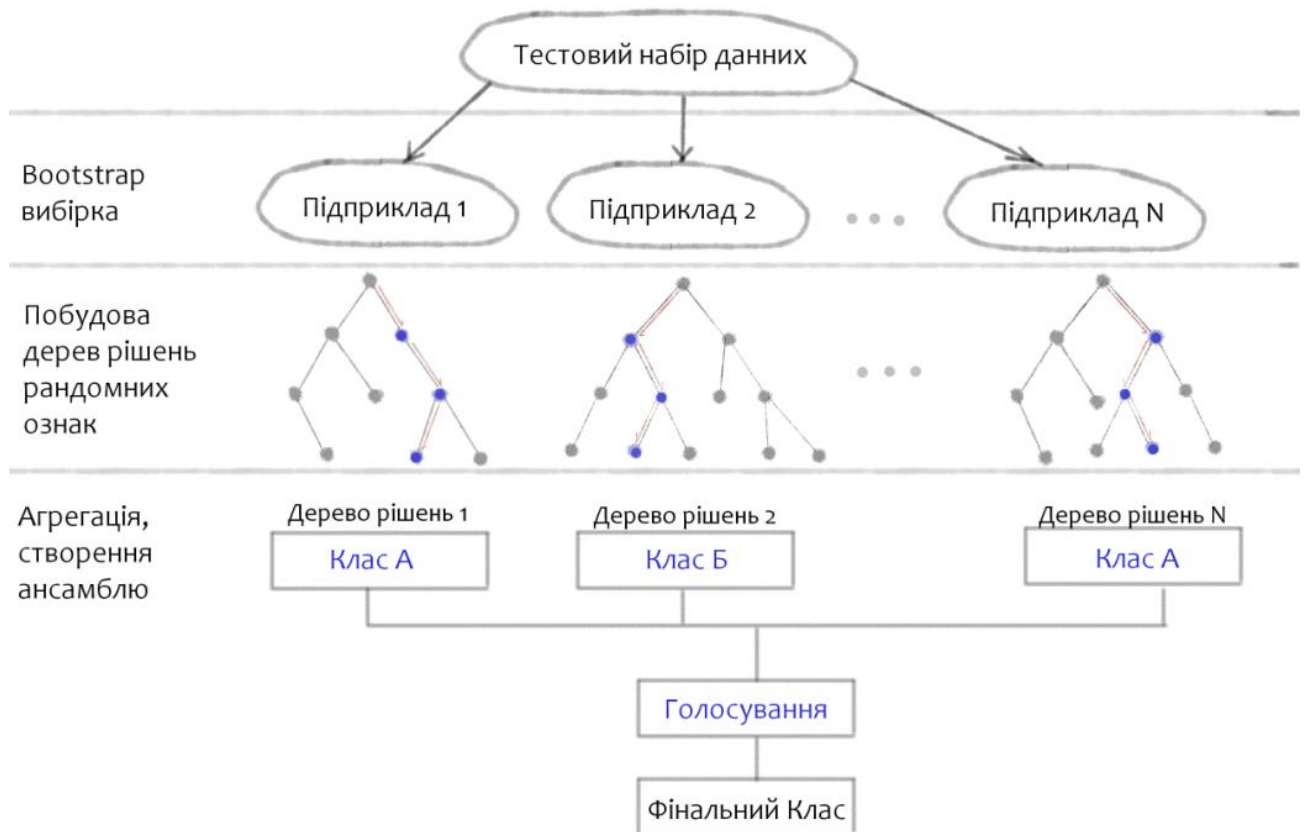 Тестовий набір данних
Bootstrap
вибірка
Підприклад 1
Підприклад 2
Підприклад N
Побудова
дерев рішень
рандомних
ознак
Агрегація,
створення
ансамблю
Дерево рішень 1
Дерево рішень 2
Дерево рішень N
Клас А
Клас Б
Клас А
Голосування
Фінальний Клас